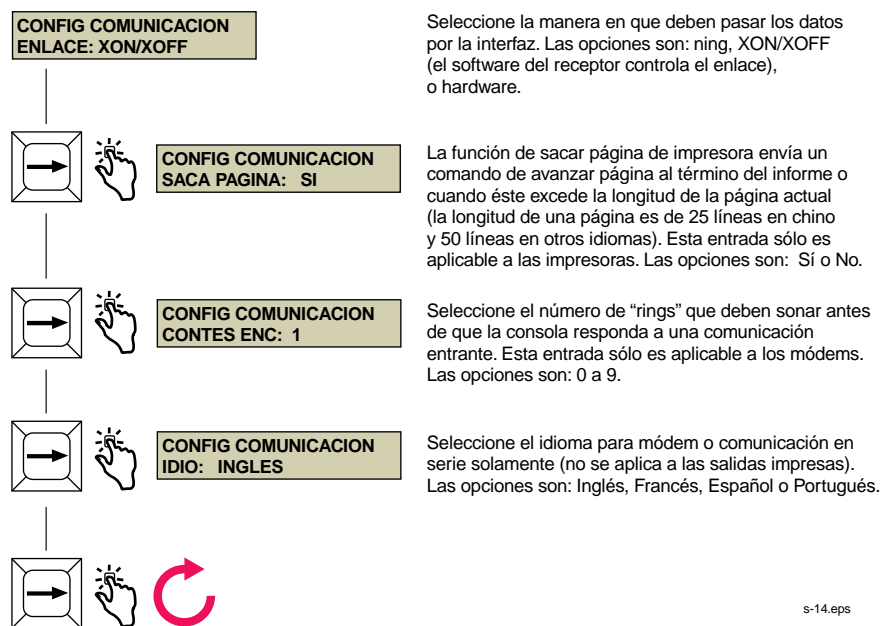 CONFIG COMUNICACION
ENLACE: XON/XOFF
Seleccione la manera en que deben pasar los datos
por la interfaz. Las opciones son: ning, XON/XOFF
(el software del receptor controla el enlace),
o hardware.
CONFIG COMUNICACION
SACA PAGINA: SI
La función de sacar página de impresora envía un
comando de avanzar página al término del informe o
cuando éste excede la longitud de la página actual
(la longitud de una página es de 25 líneas en chino
y 50 líneas en otros idiomas). Esta entrada sólo es
aplicable a las impresoras. Las opciones son: Sí o No.
CONFIG COMUNICACION
CONTES ENC: 1
Seleccione el número de “rings” que deben sonar antes
de que la consola responda a una comunicación
entrante. Esta entrada sólo es aplicable a los módems.
Las opciones son: 0 a 9.
CONFIG COMUNICACION
IDIO: INGLES
Seleccione el idioma para módem o comunicación en
serie solamente (no se aplica a las salidas impresas).
Las opciones son: Inglés, Francés, Español o Portugués.
s-14.eps